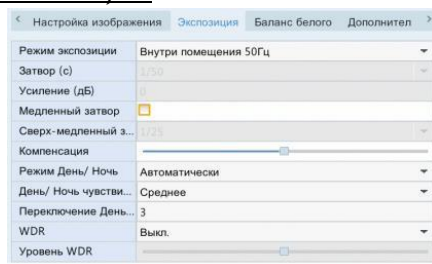 Настройка изображения Экспозиция Баланс белого Дополнител
Режим экспозиции Внутри помещения 50Гц
Затвор (с) 1/50
Усиление (дБ) 0
Медленный затвор
Сверх-медленный з... 1/25
Компенсация
Режим День/ Ночь Автоматически
День/ Ночь чувстви... Среднее
Переключение День... 3
WDR Выкл.
Уровень WDR